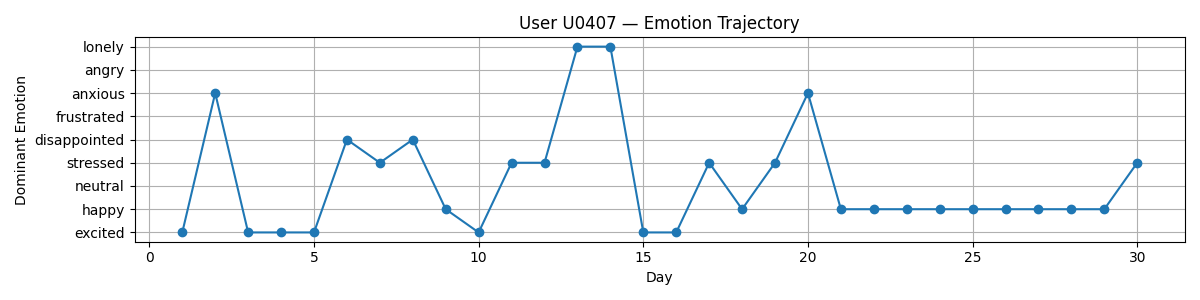 User U0407 — Emotion Trajectory
Dominant Emotion
lonely
angry
anxious
frustrated
disappointed
stressed
neutral
happy
excited
0 5 10 15 20 25 30
Day